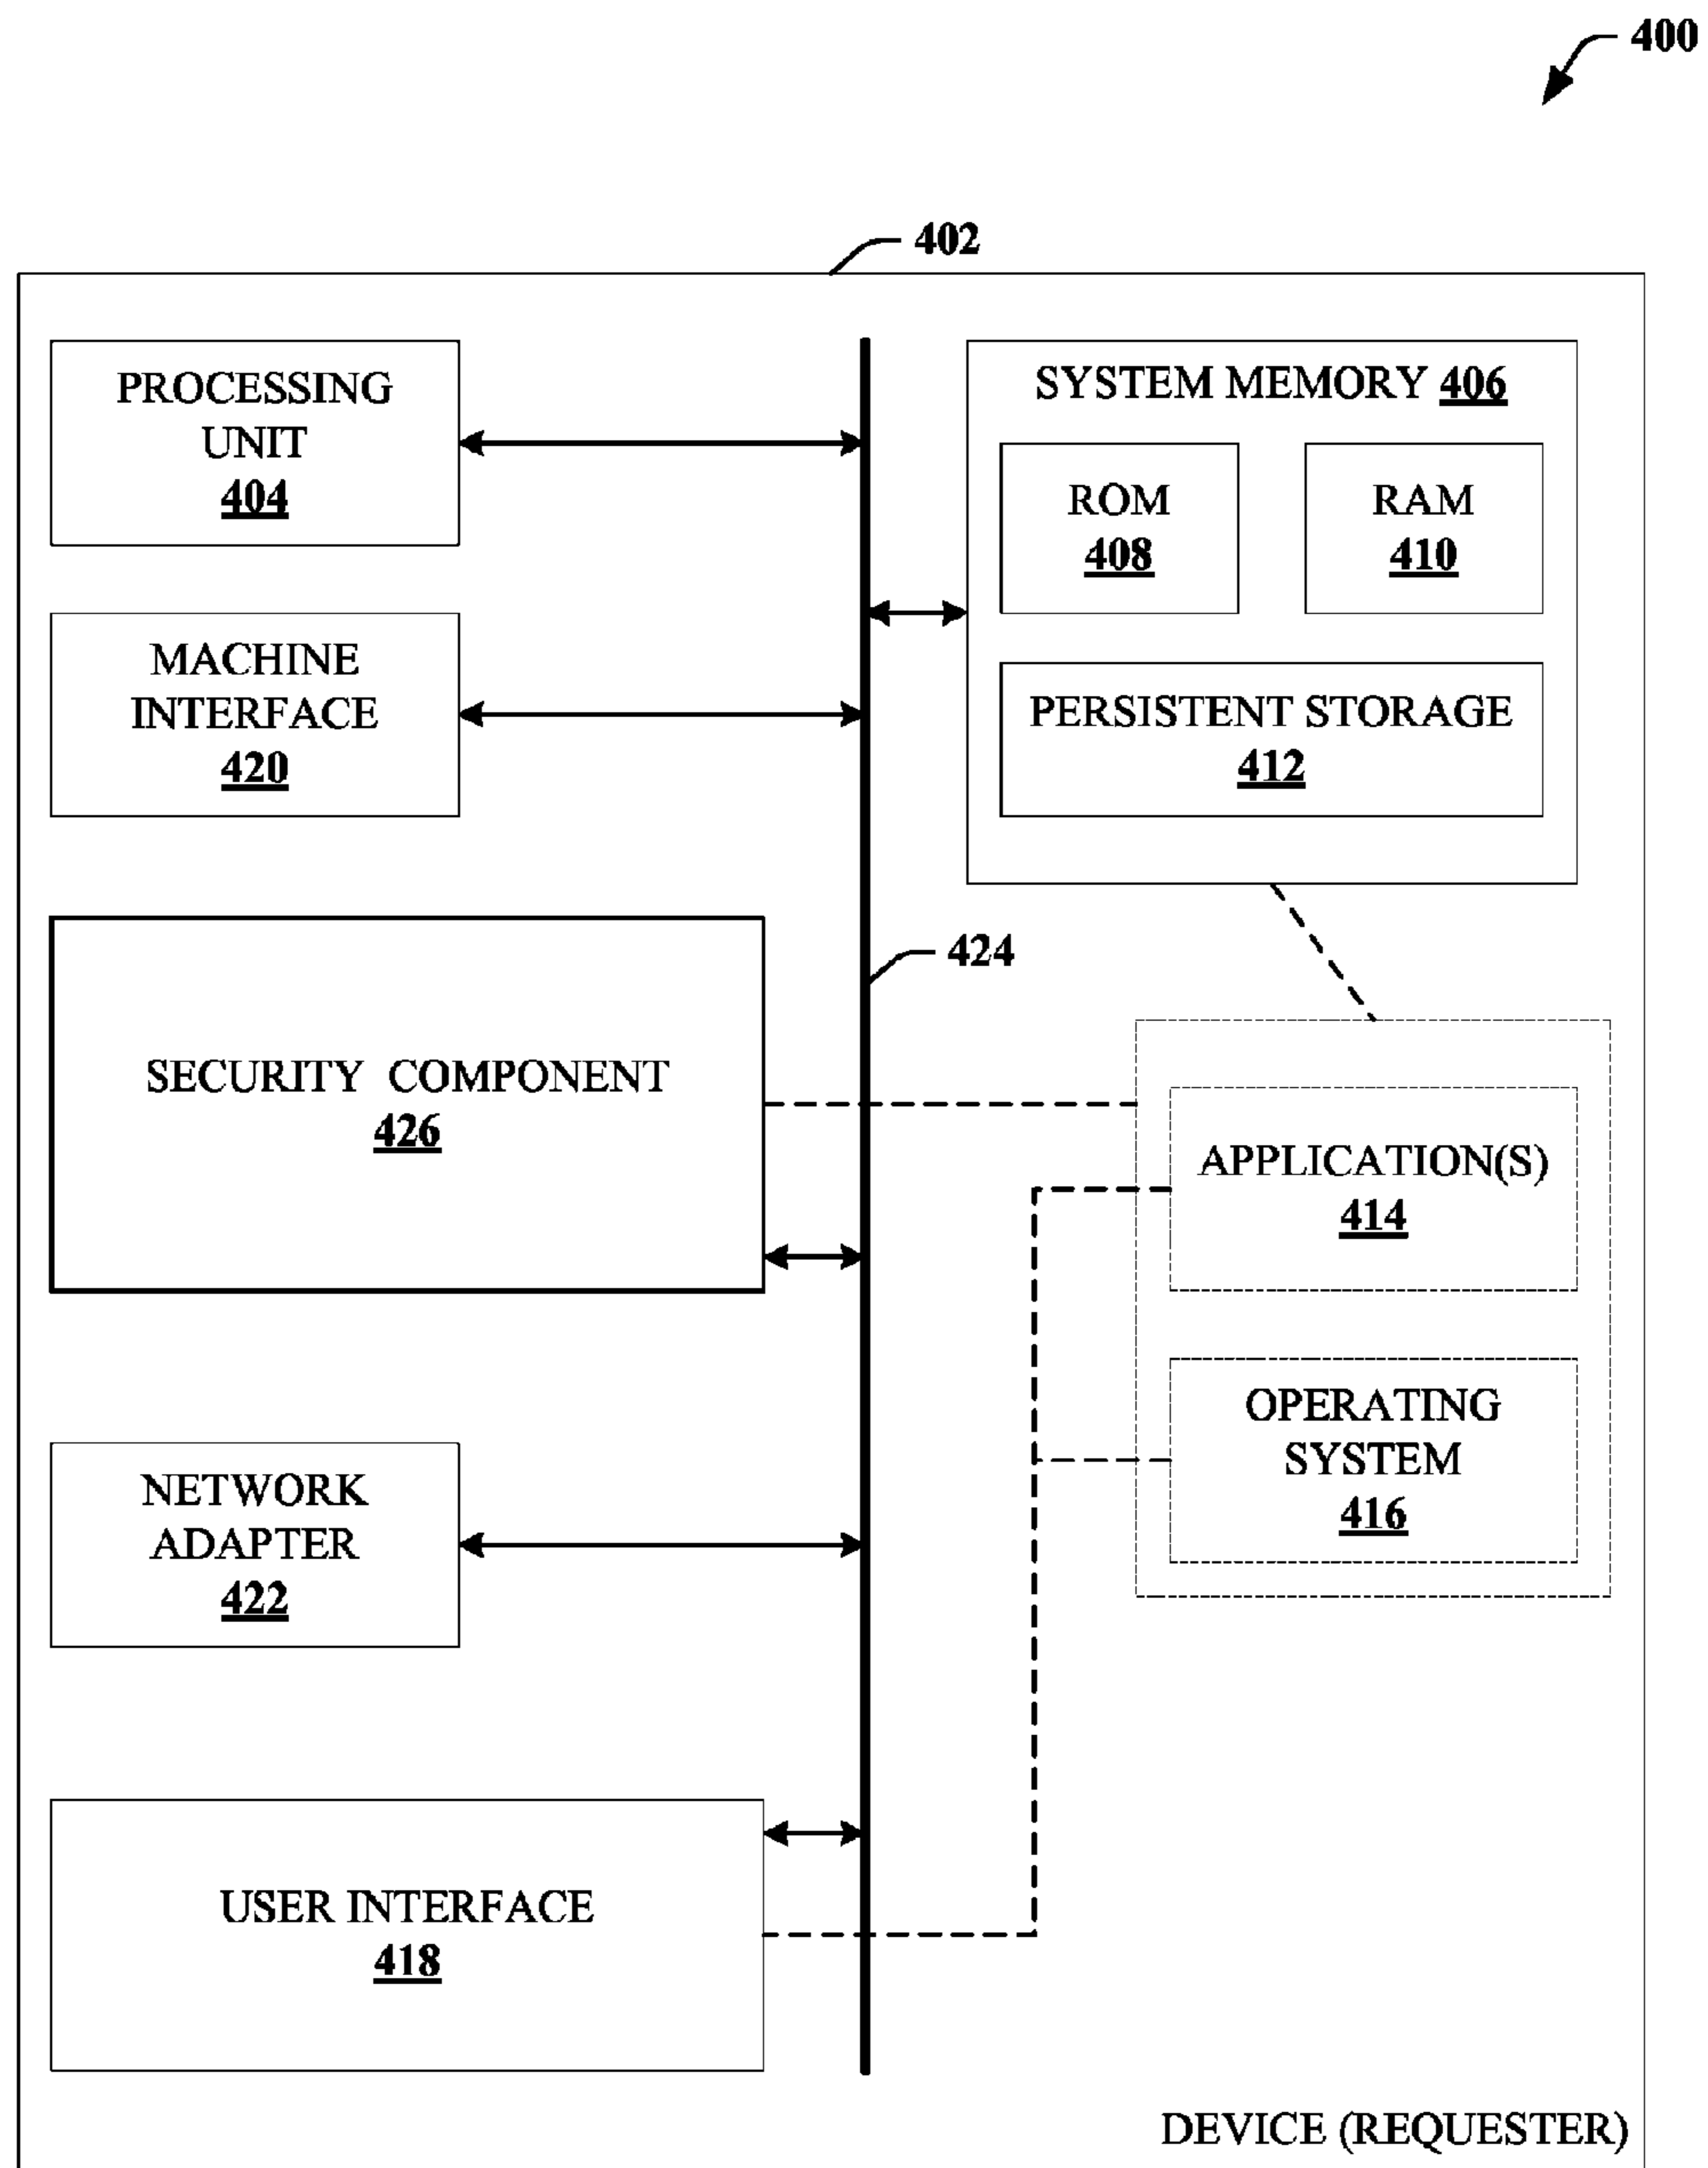 400
402
PROCESSING
UNIT
404
SYSTEM MEMORY 406
ROM
408
RAM
410
MACHINE
INTERFACE
420
PERSISTENT STORAGE
412
424
SECURITY COMPONENT
426
APPLICATION(S)
414
OPERATING
SYSTEM
416
NETWORK
ADAPTER
422
USER INTERFACE
418
DEVICE (REQUESTER)